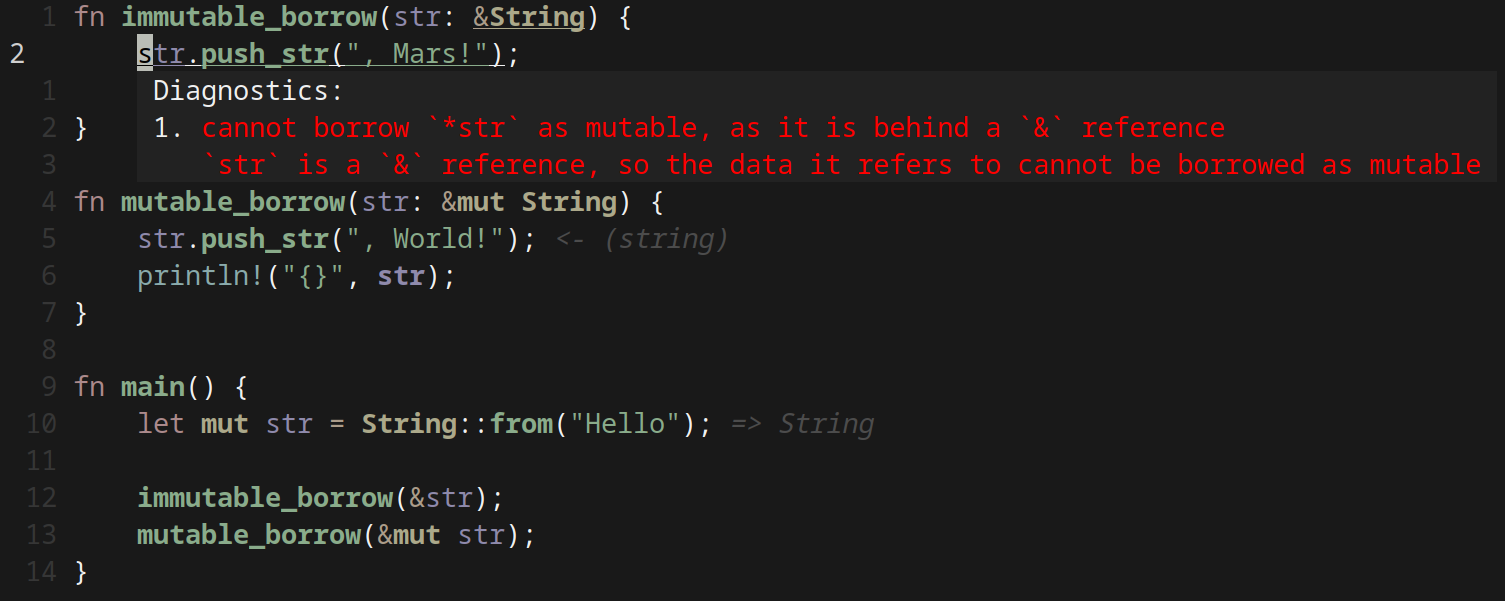 1 fn immutable_borrow(str: &String) {
2 str.push_str(", Mars!");
1 Diagnostics:
2 } 1. cannot borrow `*str` as mutable, as it is behind a `&` reference
3 `str` is a `&` reference, so the data it refers to cannot be borrowed as mutable
4 fn mutable_borrow(str: &mut String) {
5 str.push_str(", World!"); <- (string)
6 println!("{}", str);
7 }
8
9 fn main() {
10 let mut str = String::from("Hello"); => String
11
12 immutable_borrow(&str);
13 mutable_borrow(&mut str);
14 }